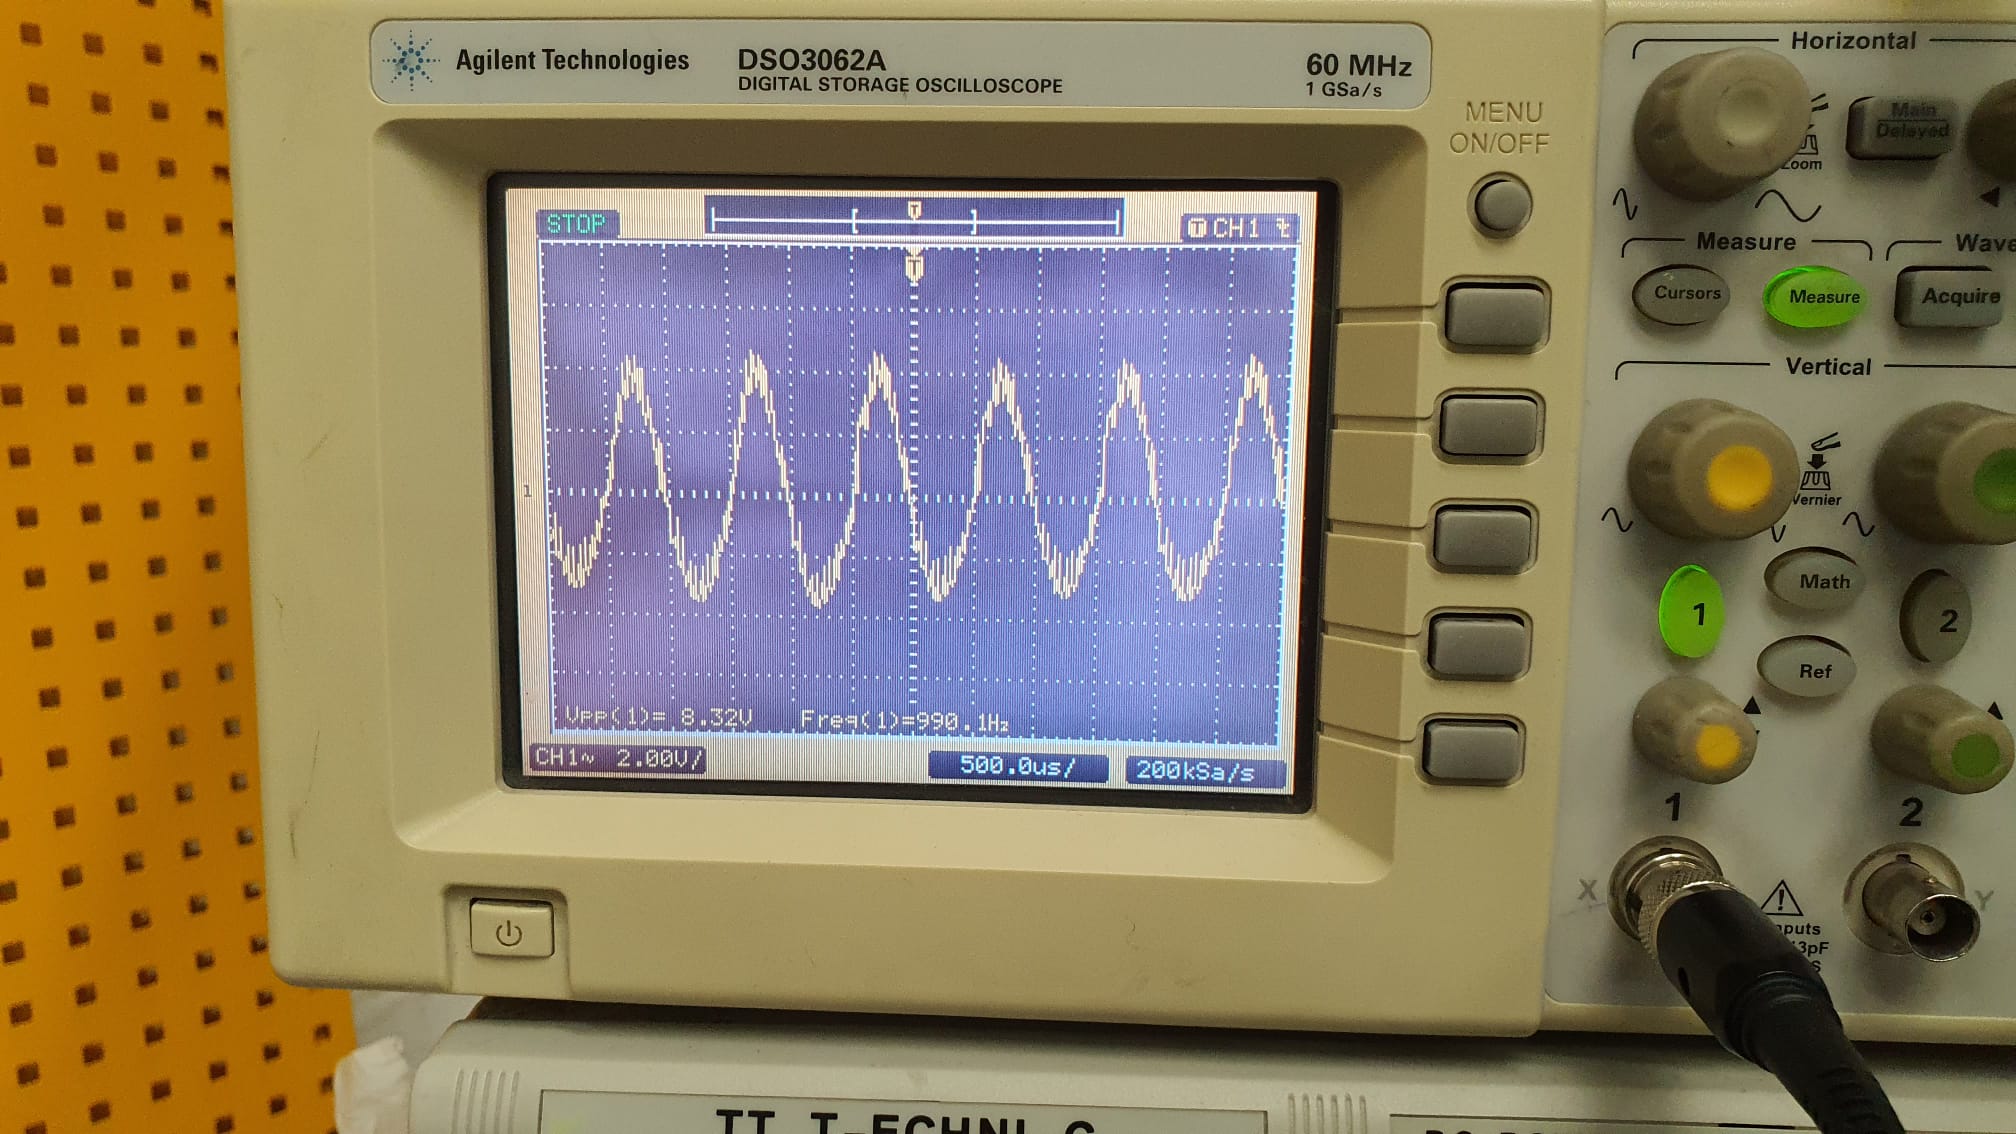 Agilent Technologies
DSO3062A
DIGITAL STORAGE OSCILLOSCOPE
60 MHz
1 GSa/s
MENU
ON/OFF
Horizontal
Main
Delayed
Zoom
STOP
T
T CH1
T
Measure
Wave
Cursors
Measure
Acquire
Vertical
Vernier
1
1
Math
2
Ref
Vpp(1)= 8.32V
Freq(1)=990.1Hz
CH1~ 2.00V/
500.0us/
200kSa/s
1
2
X
Y